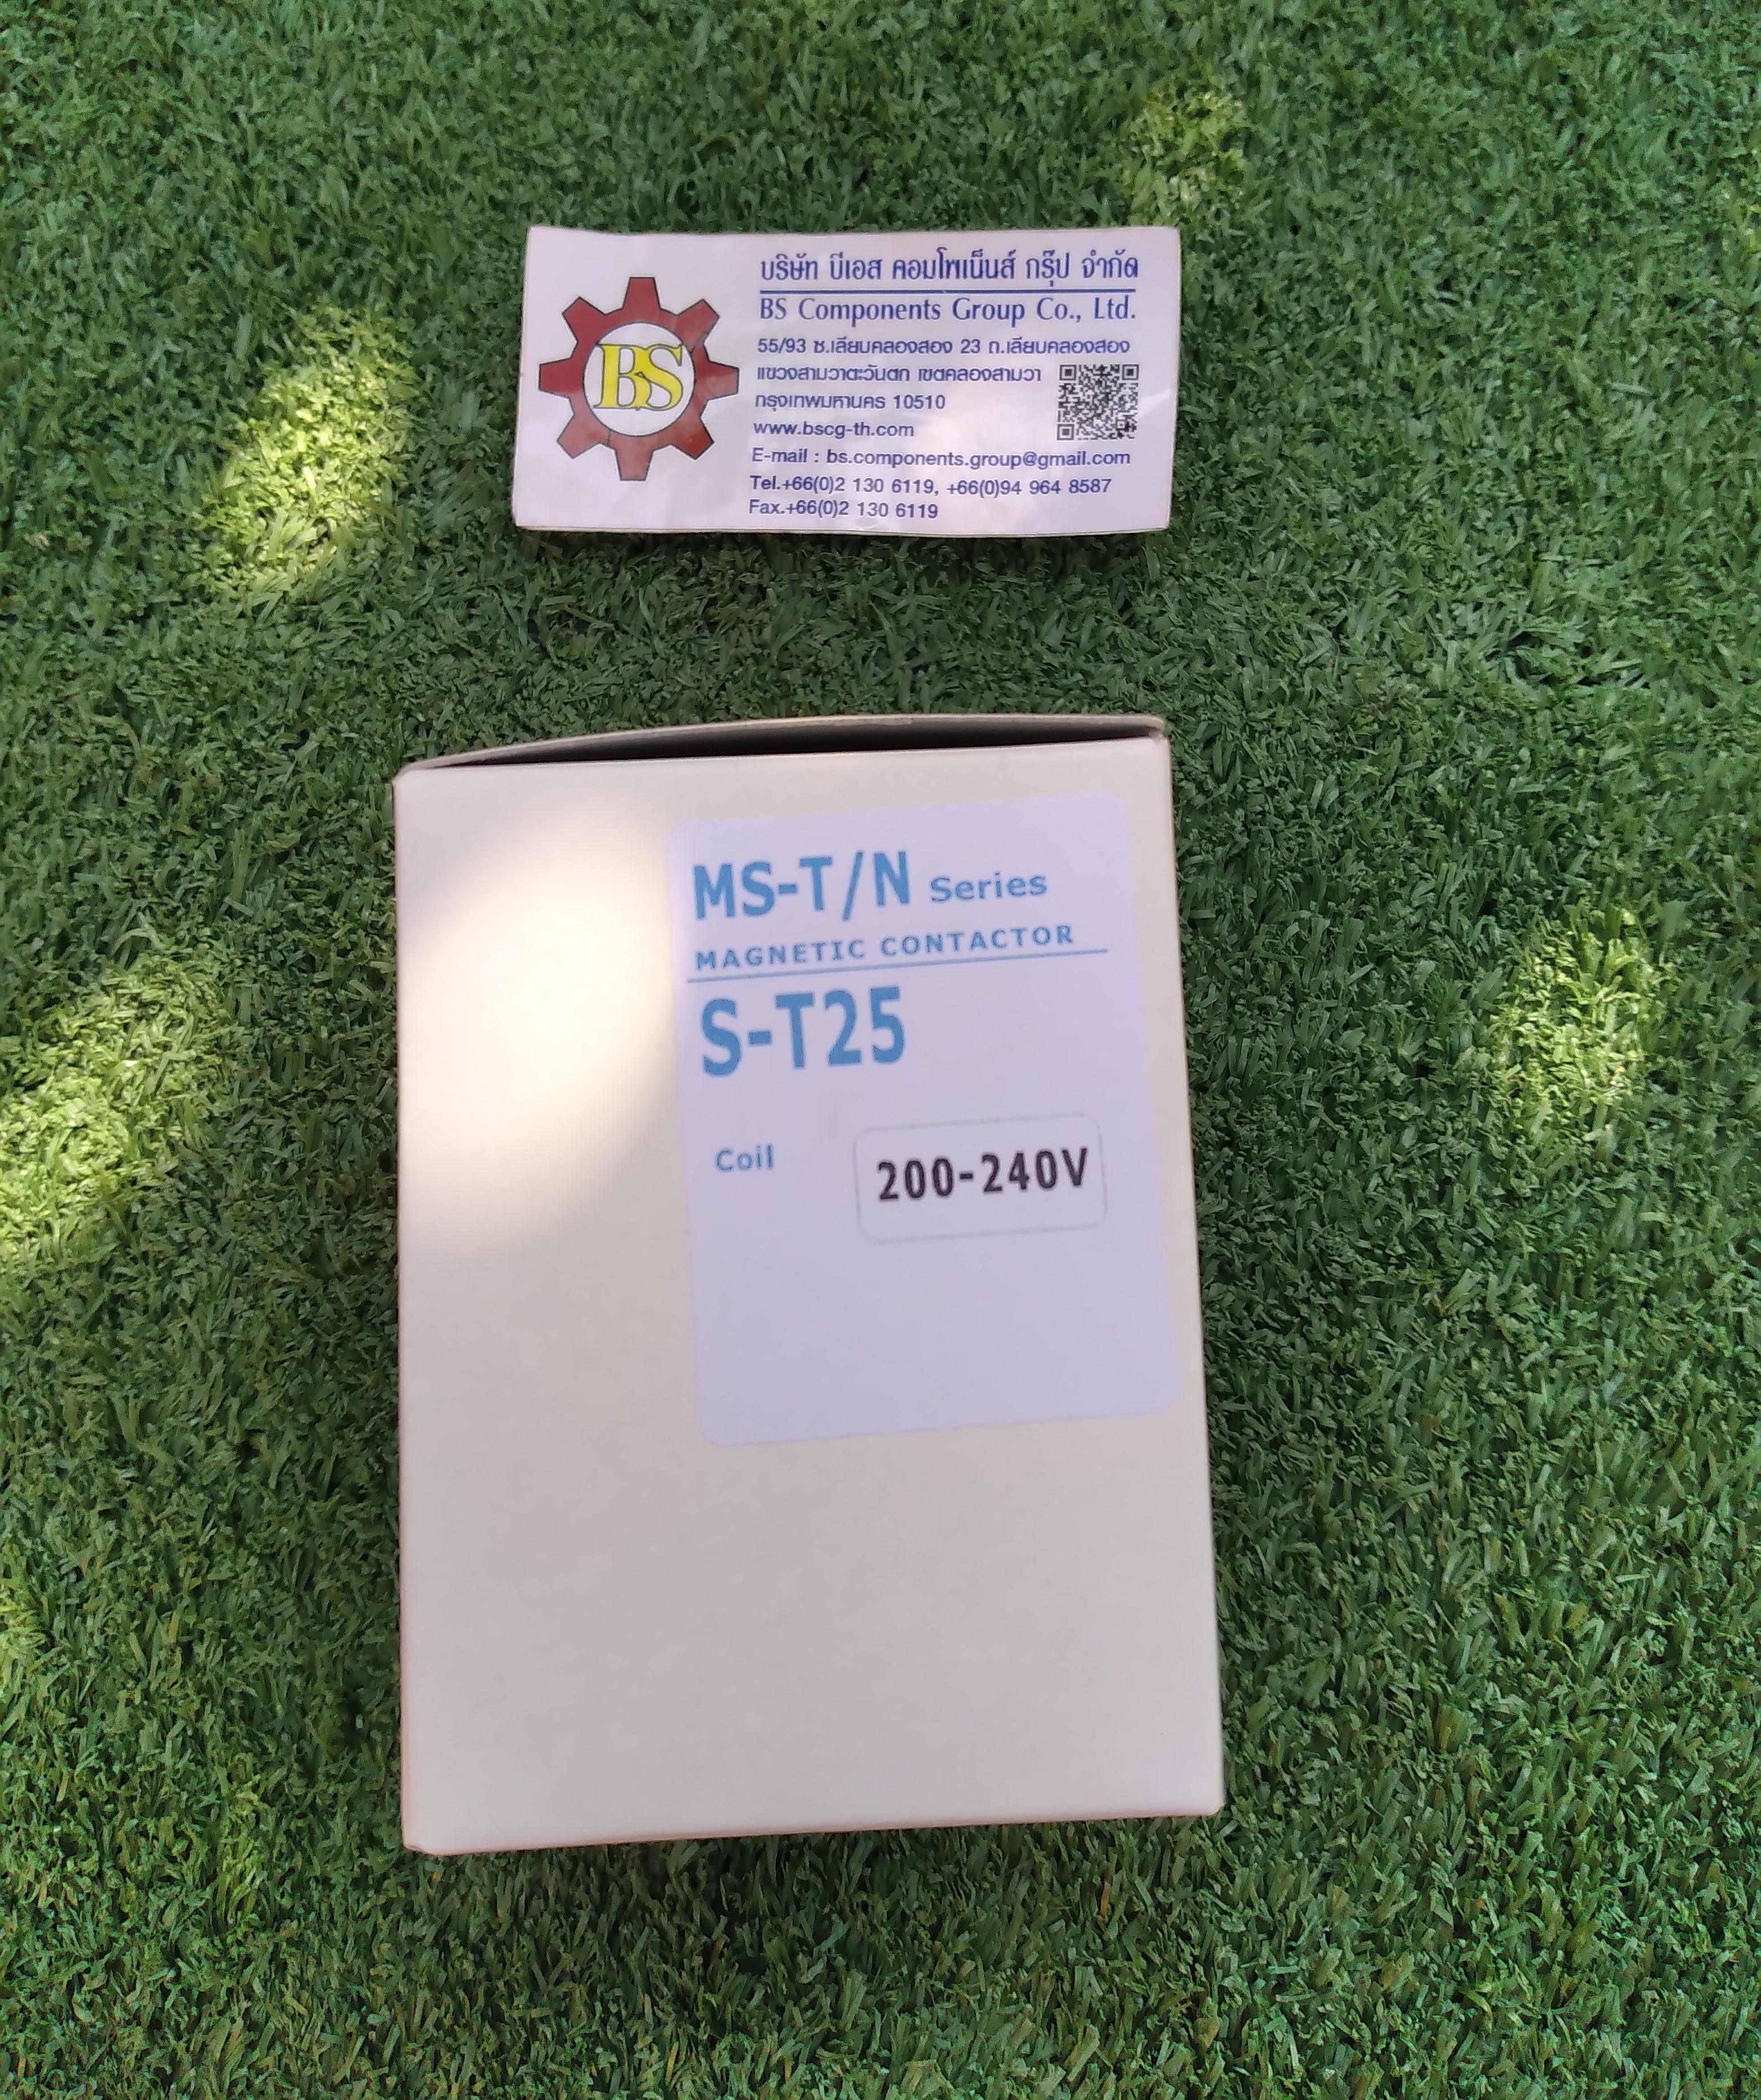 บริษัท บีเอส คอมโพเน็นส์ กรุ๊ป จำกัด
BS Components Group Co., Ltd.
55/93 ซ.เลียบคลองสอง 23 ถ.เลียบคลองสอง
แขวงสามวาตะวันตก เขตคลองสามวา
กรุงเทพมหานคร 10510
www.bscg-th.com
E-mail : bs.components.group@gmail.com
Tel.+66(0)2 130 6119, +66(0)94 964 8587
Fax.+66(0)2 130 6119
BS
MS-T/N Series
MAGNETIC CONTACTOR
S-T25
Coil 200-240V